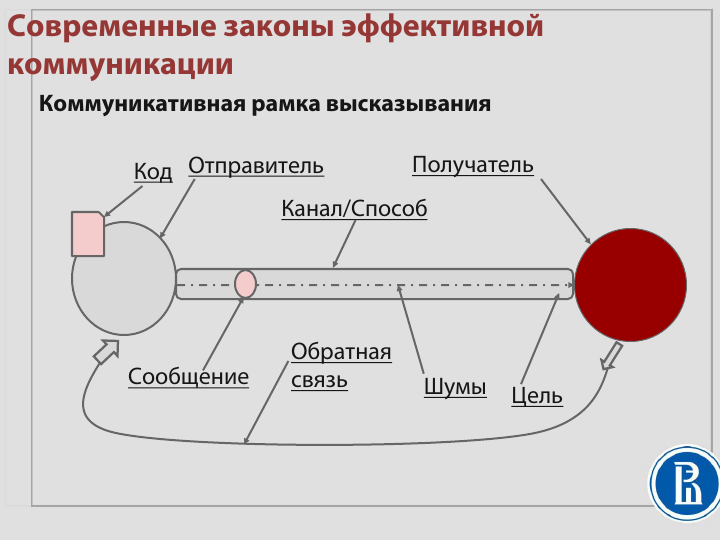 Современные законы эффективной
коммуникации
Коммуникативная рамка высказывания
Код
Отправитель
Получатель
Канал/Способ
Обратная
связь
Сообщение
Шумы
Цель